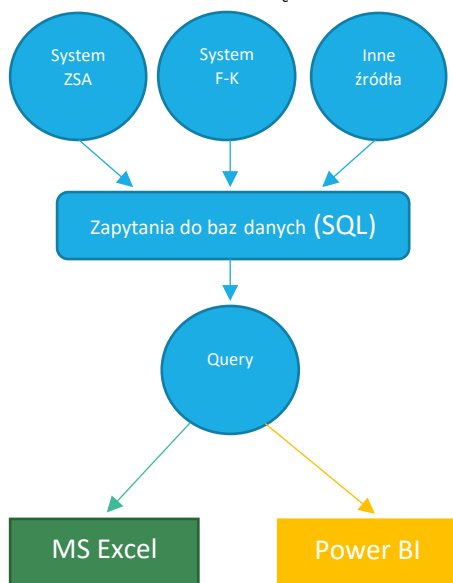 System
ZSA
System
F-K
Inne
źródła
Zapytania do baz danych (SQL)
Query
MS Excel
Power BI